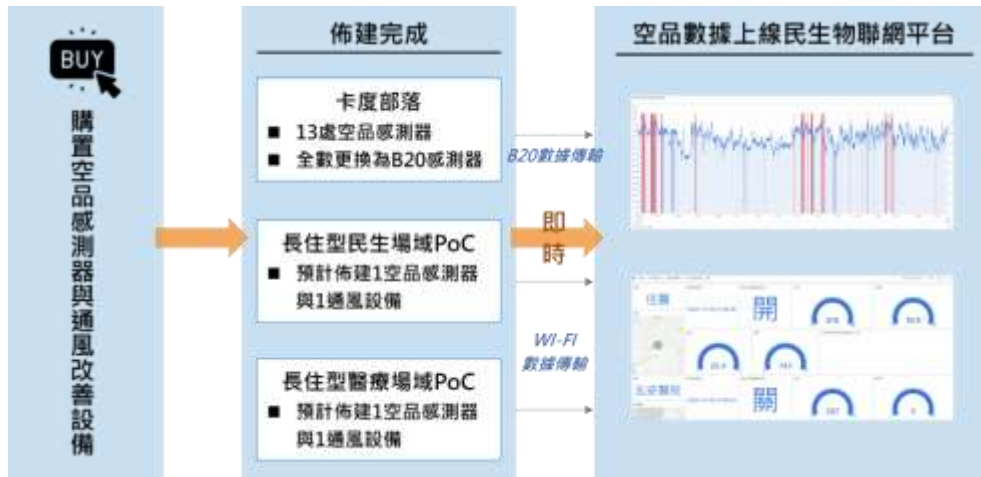 BUY
購置空品感測器與通風改善設備
佈建完成
卡度部落
■ 13處空品感測器
■ 全數更換為B20感測器
長住型民生場域PoC
■ 預計佈建1空品感測器
與1通風設備
長住型醫療場域PoC
■ 預計佈建1空品感測器
與1通風設備
B20數據傳輸
即
時
WI-FI
數據傳輸
空品數據上線民生物聯網平台
開
開